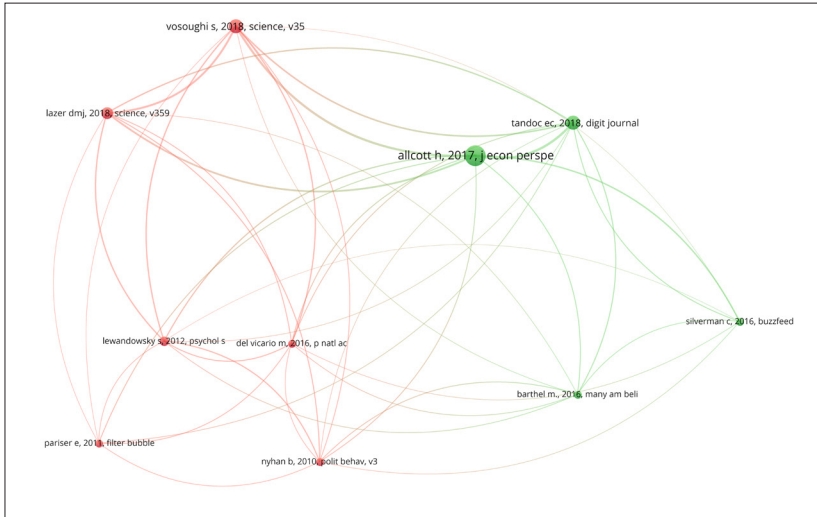 vosoughi s, 2018, science, v35
lazer dmj, 2018, science, v359
tandoc ec, 2018, digit journal
allcott h, 2017, j econ perspe
silverman c, 2016, buzzfeed
lewandowsky s, 2012, psychol s
del vicario m, 2016, p natl ac
barthel m., 2016, many am beli
pariser e, 2011, filter bubble
nyhan b, 2010, polit behav, v3